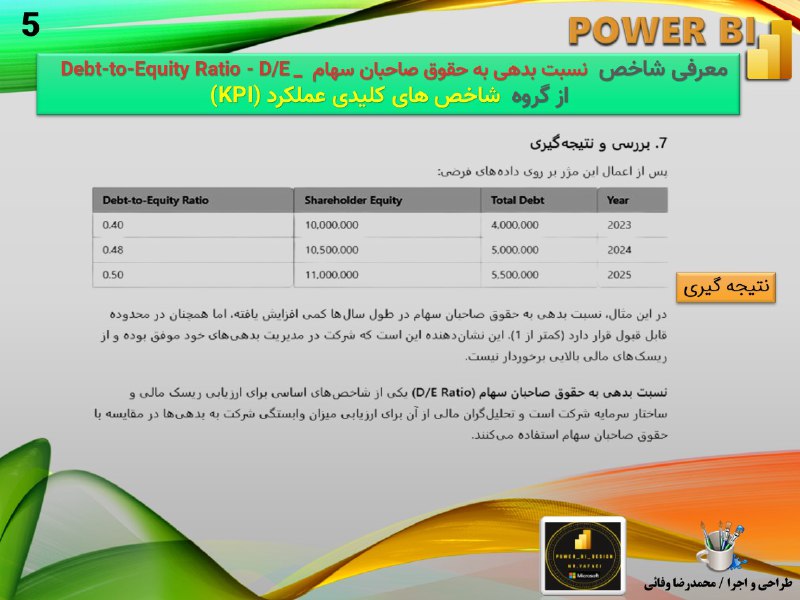 5
POWER BI
معرفی شاخص نسبت بدهی به حقوق صاحبان سهام _ Debt-to-Equity Ratio - D/E
از گروه شاخص های کلیدی عملکرد (KPI)
7. بررسی و نتیجه‌گیری
پس از اعمال این مژر بر روی داده‌های فرضی:
Debt-to-Equity Ratio Shareholder Equity Total Debt Year
0.40 10,000,000 4,000,000 2023
0.48 10,500,000 5,000,000 2024
0.50 11,000,000 5,500,000 2025
نتیجه گیری
در این مثال، نسبت بدهی به حقوق صاحبان سهام در طول سال‌ها کمی افزایش یافته، اما همچنان در محدوده
قابل قبول قرار دارد (کمتر از 1). این نشان‌دهنده این است که شرکت در مدیریت بدهی‌های خود موفق بوده و از
ریسک‌های مالی بالایی برخوردار نیست.
نسبت بدهی به حقوق صاحبان سهام (D/E Ratio) یکی از شاخص‌های اساسی برای ارزیابی ریسک مالی و
ساختار سرمایه شرکت است و تحلیل‌گران مالی از آن برای ارزیابی میزان وابستگی شرکت به بدهی‌ها در مقایسه با
حقوق صاحبان سهام استفاده می‌کنند.
POWER_BI_DESIGN
MR.VAFAEI
Microsoft
طراحی و اجرا / محمدرضا وفائی